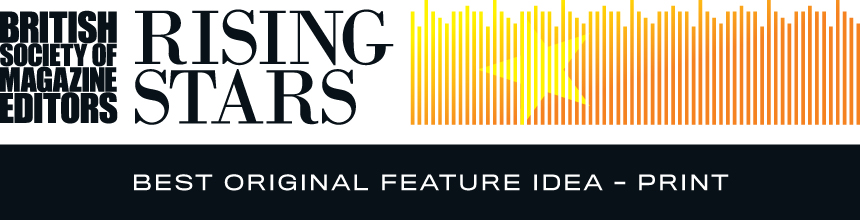 BRITISH
SOCIETY OF
MAGAZINE
EDITORS
RISING
STARS
BEST ORIGINAL FEATURE IDEA – PRINT